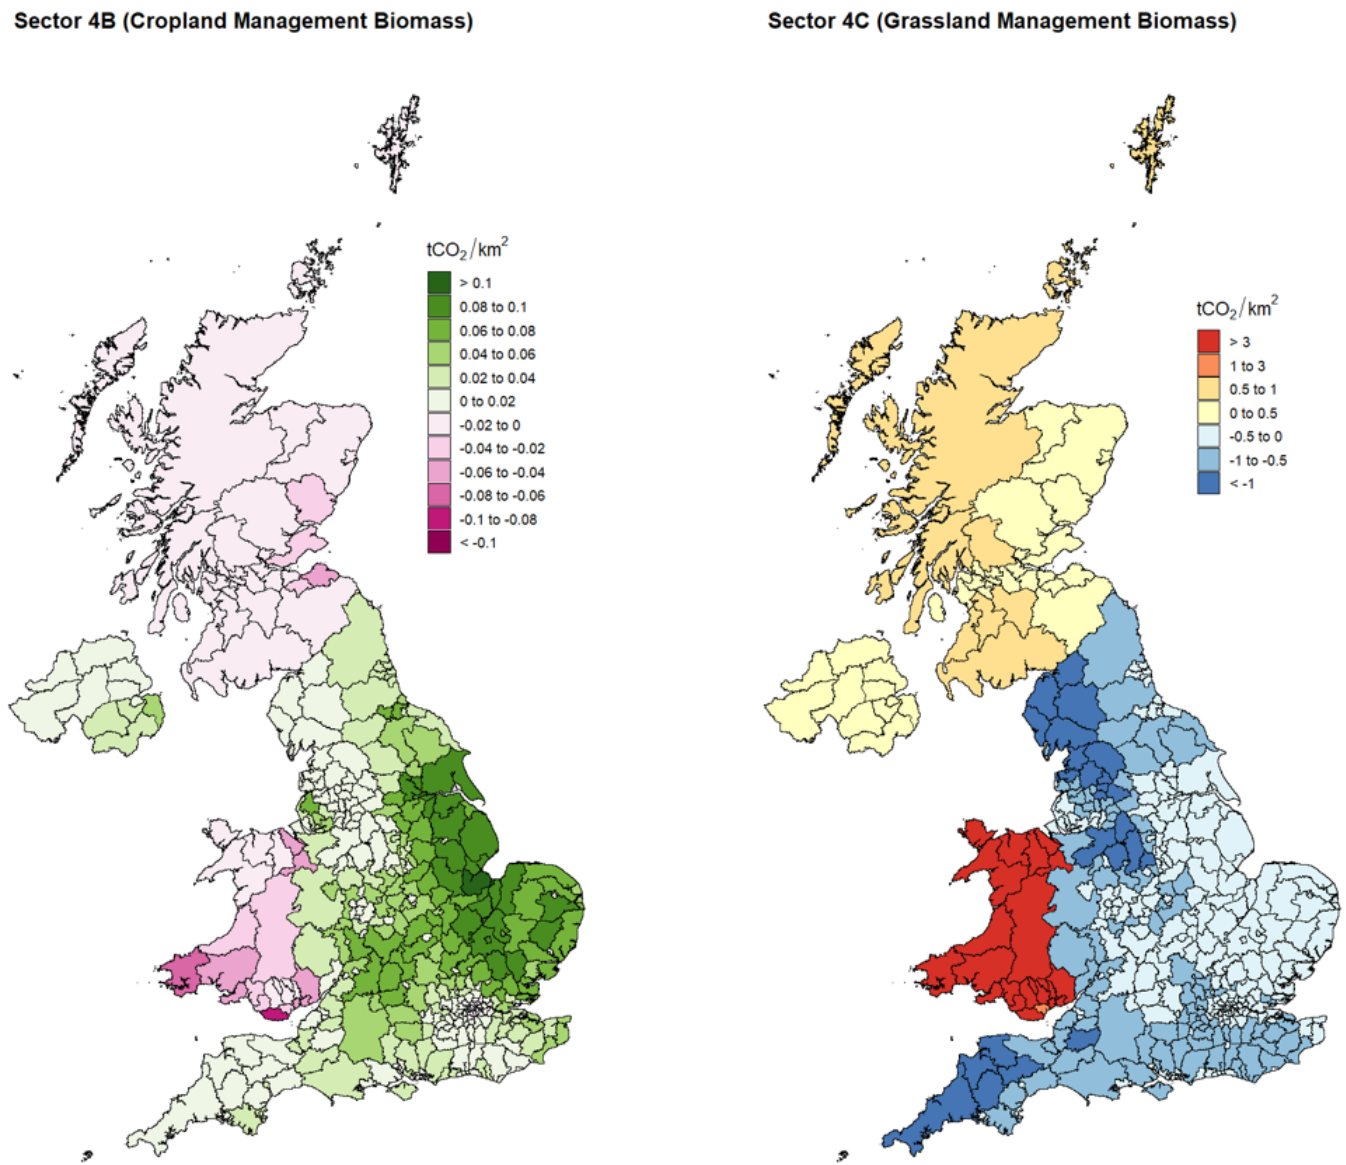 Sector 4B (Cropland Management Biomass)
Sector 4C (Grassland Management Biomass)
tCO₂/km²
> 0.1
0.08 to 0.1
0.06 to 0.08
0.04 to 0.06
0.02 to 0.04
0 to 0.02
-0.02 to 0
-0.04 to -0.02
-0.06 to -0.04
-0.08 to -0.06
-0.1 to -0.08
< -0.1
tCO₂/km²
> 3
1 to 3
0.5 to 1
0 to 0.5
-0.5 to 0
-1 to -0.5
< -1